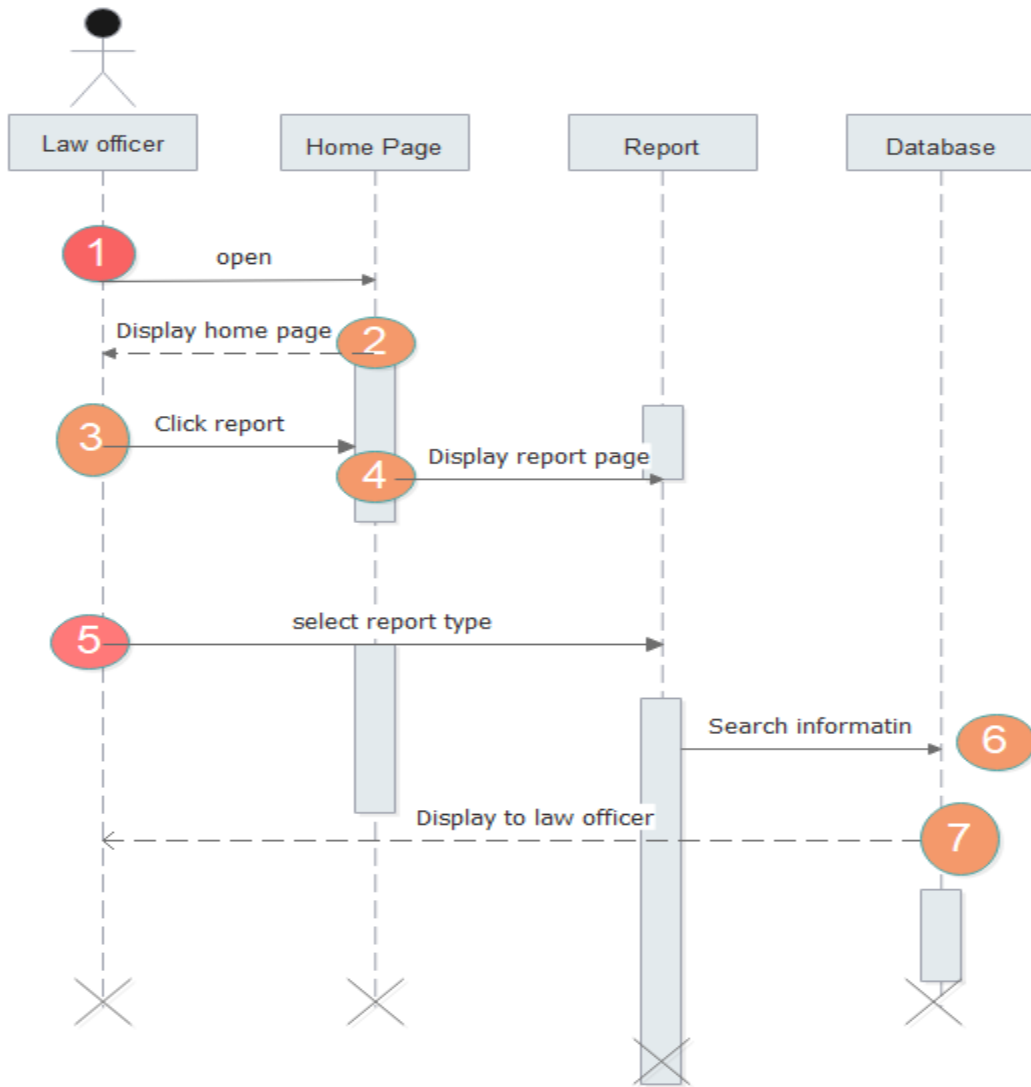 Law officer
Home Page
Report
Database
1
open
Display home page
2
3
Click report
4
Display report page
5
select report type
Search informatin
6
Display to law officer
7